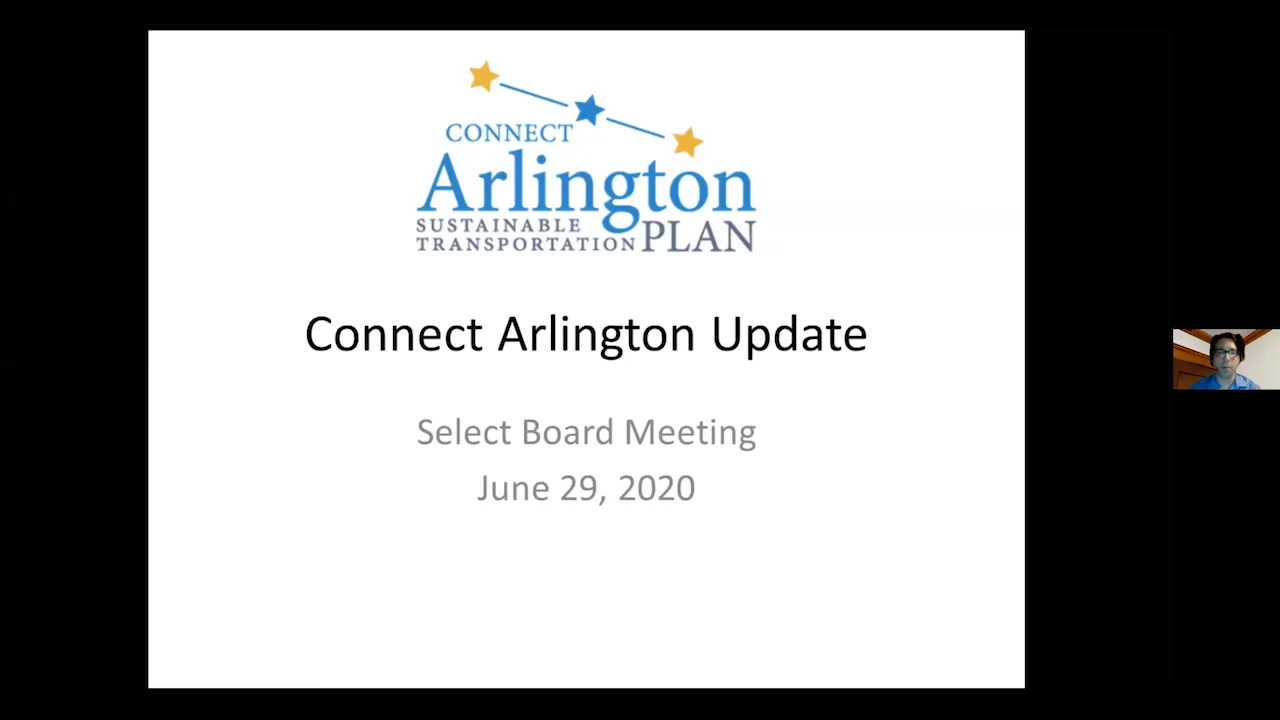 CONNECT
Arlington
SUSTAINABLE
TRANSPORTATION PLAN
Connect Arlington Update
Select Board Meeting
June 29, 2020